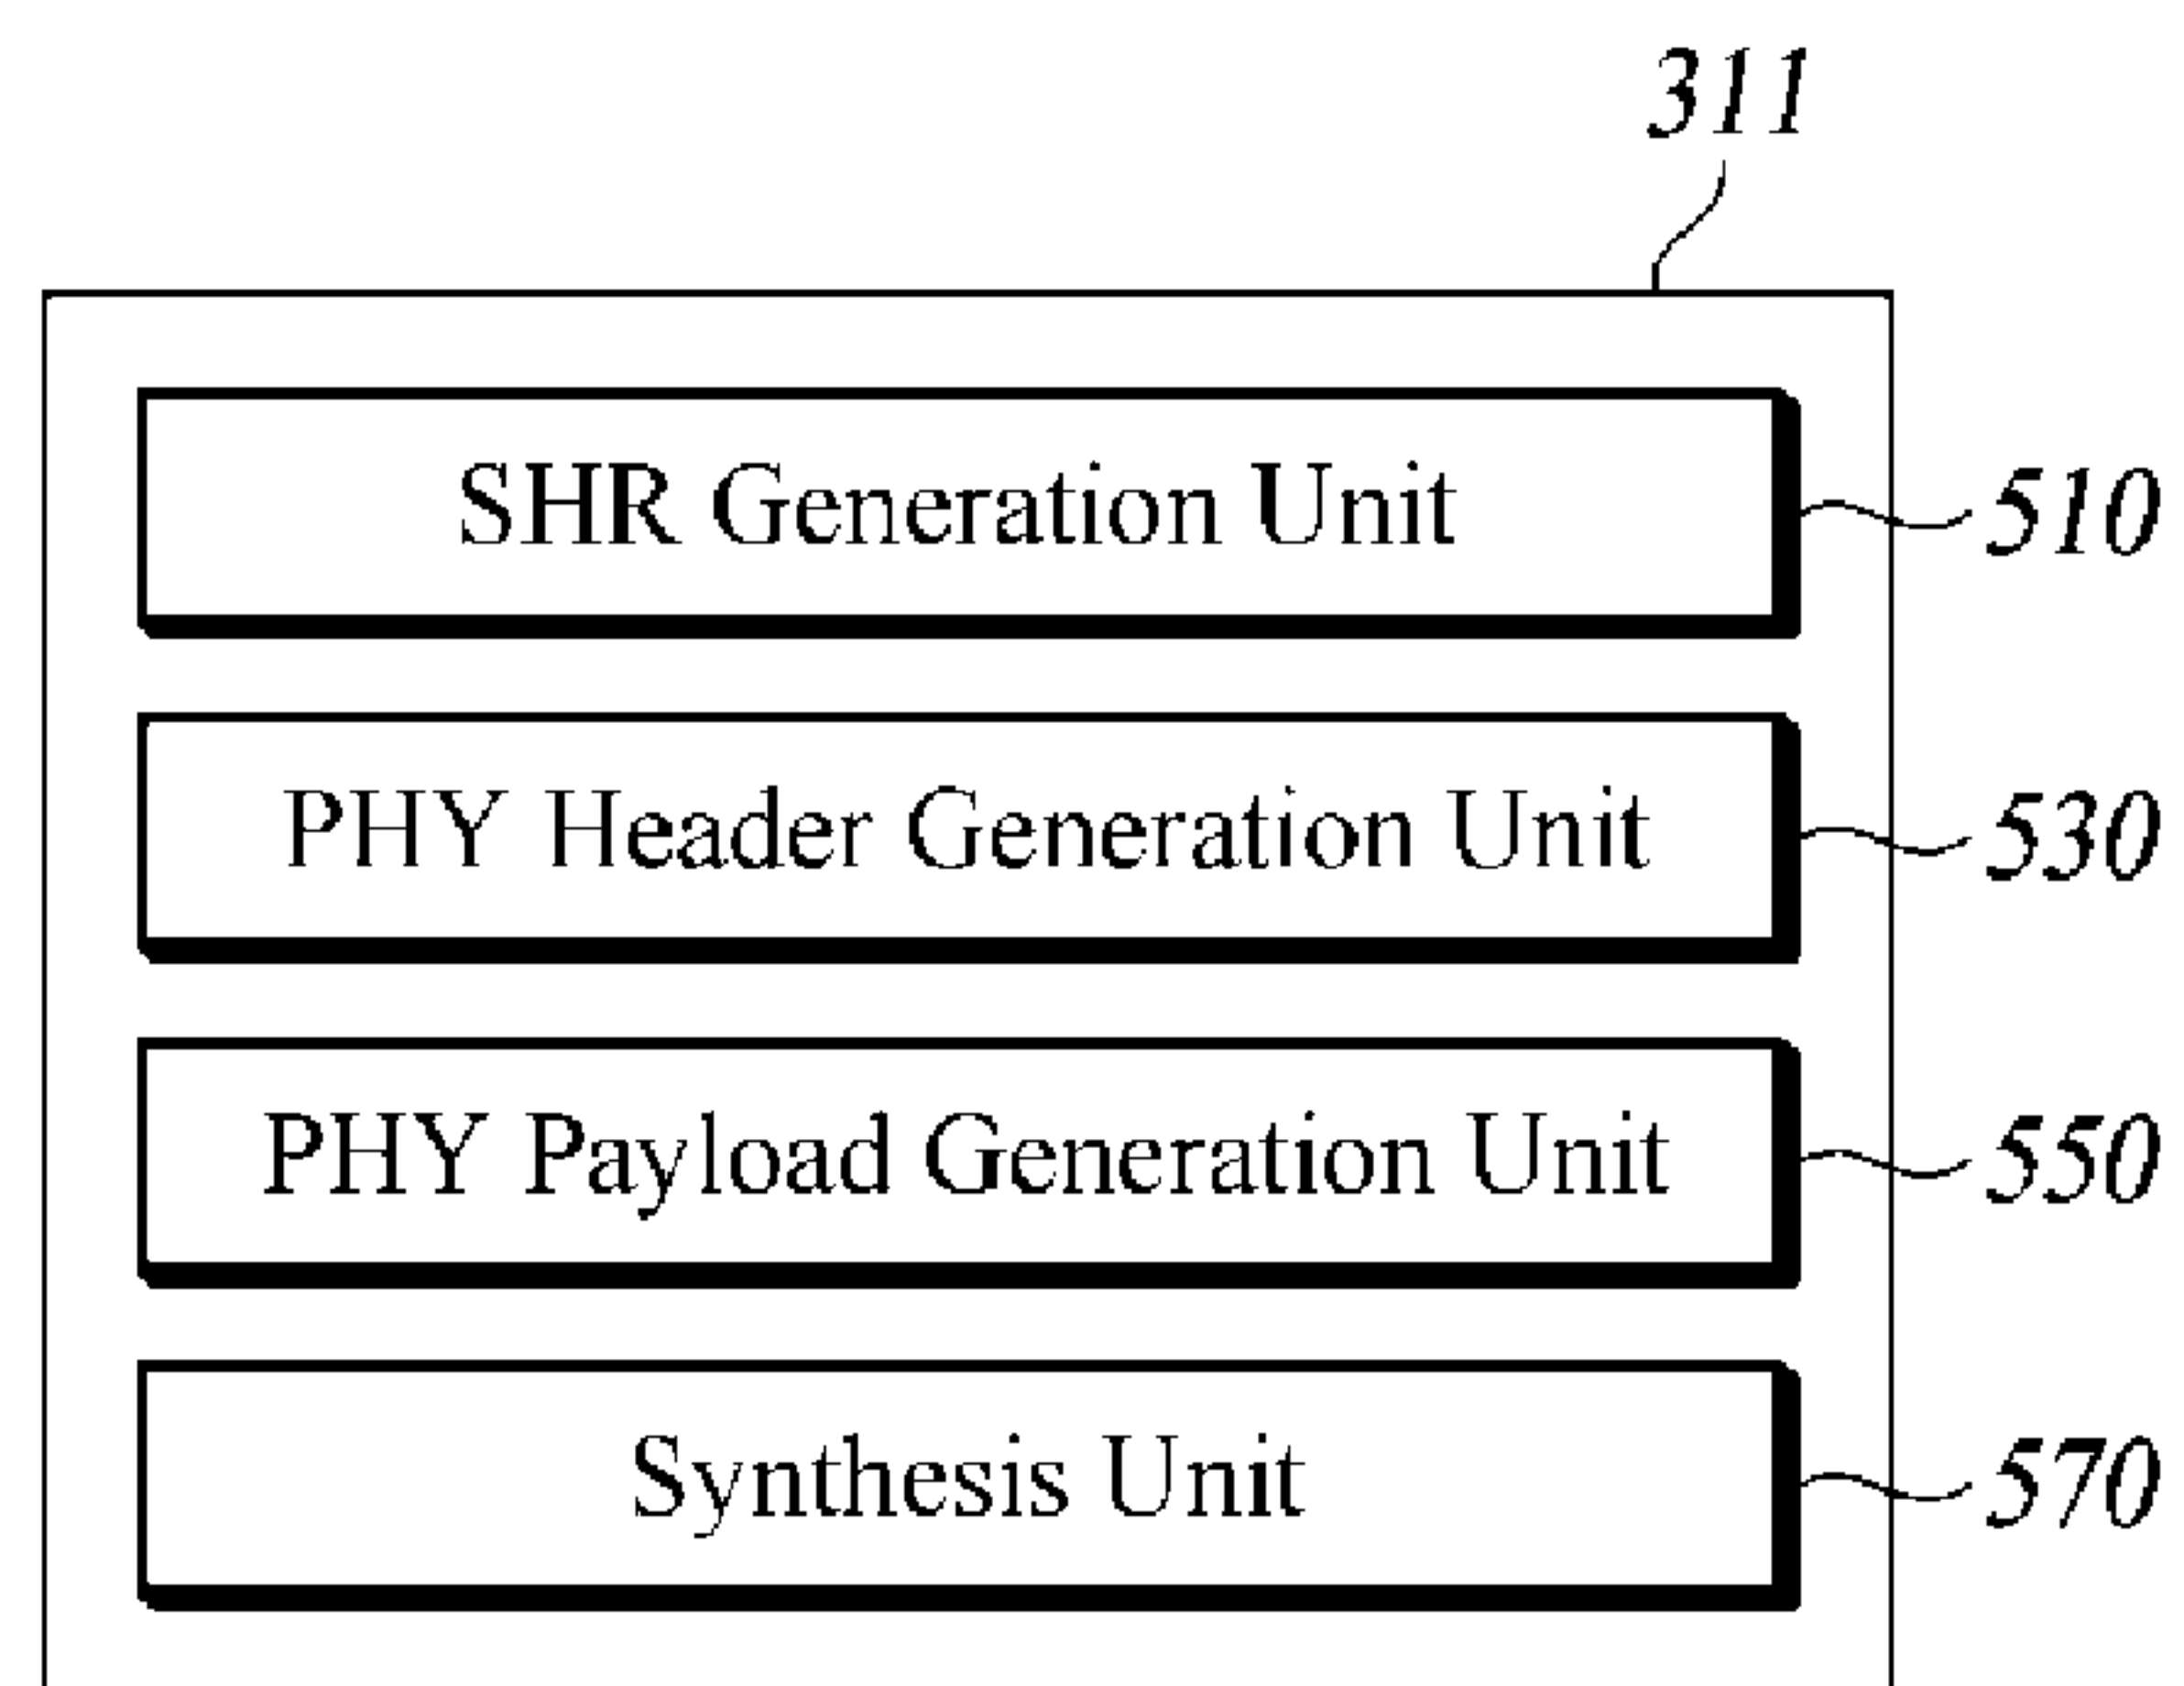 311
SHR Generation Unit
510
PHY Header Generation Unit
530
PHY Payload Generation Unit
550
Synthesis Unit
570